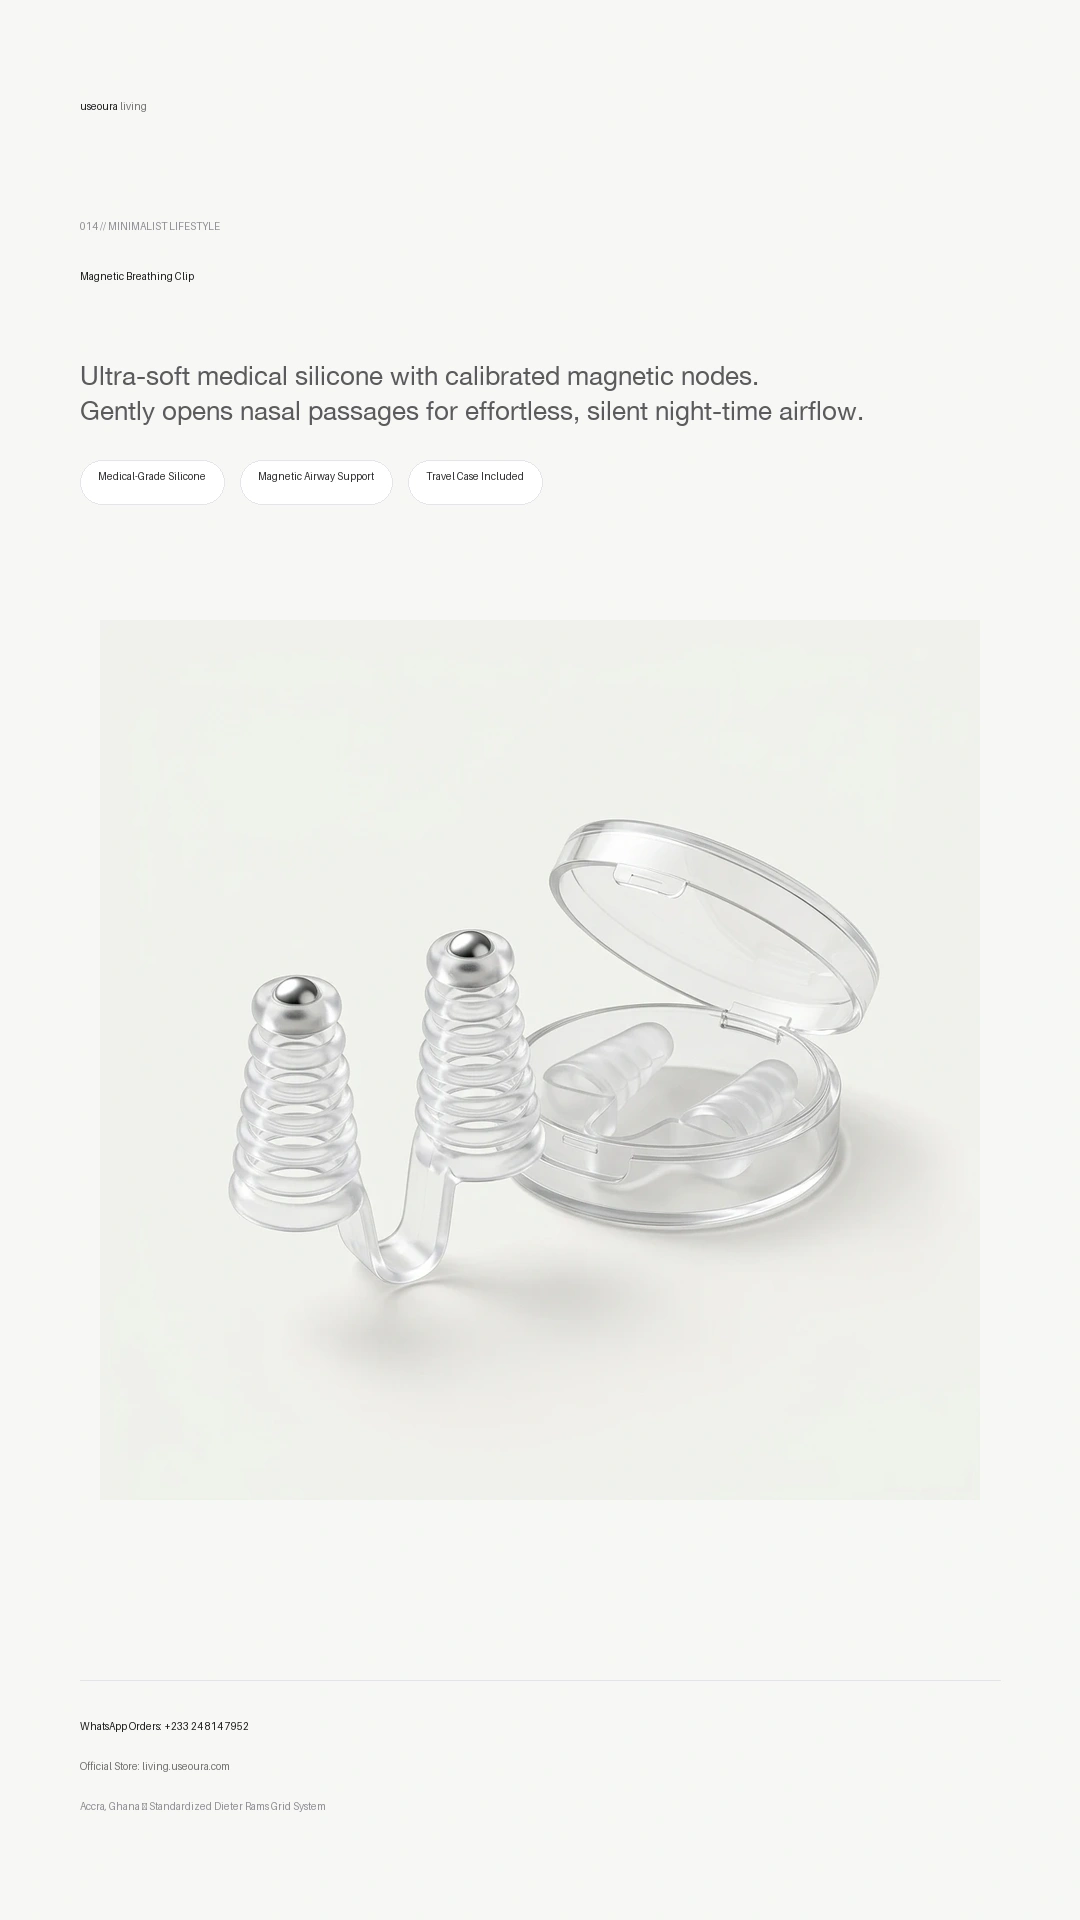 useoura living
014 // MINIMALIST LIFESTYLE
Magnetic Breathing Clip
Ultra-soft medical silicone with calibrated magnetic nodes.
Gently opens nasal passages for effortless, silent night-time airflow.
Medical-Grade Silicone
Magnetic Airway Support
Travel Case Included
WhatsApp Orders: +233 248147952
Official Store: living.useoura.com
Accra, Ghana ▯ Standardized Dieter Rams Grid System